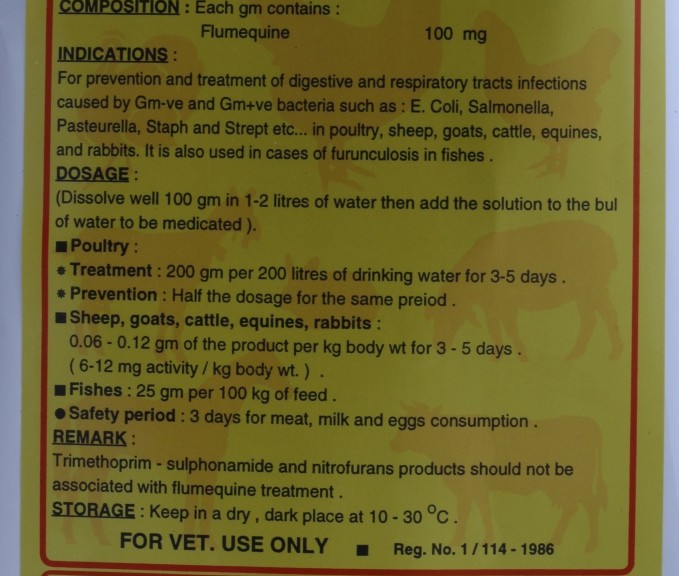 COMPOSITION : Each gm contains :
Flumequine 100 mg
INDICATIONS :
For prevention and treatment of digestive and respiratory tracts infections
caused by Gm-ve and Gm+ve bacteria such as : E. Coli, Salmonella,
Pasteurella, Staph and Strept etc... in poultry, sheep, goats, cattle, equines,
and rabbits. It is also used in cases of furunculosis in fishes .
DOSAGE :
(Dissolve well 100 gm in 1-2 litres of water then add the solution to the bul
of water to be medicated ).
■ Poultry :
* Treatment : 200 gm per 200 litres of drinking water for 3-5 days .
* Prevention : Half the dosage for the same preiod .
■ Sheep, goats, cattle, equines, rabbits :
0.06 - 0.12 gm of the product per kg body wt for 3 - 5 days .
( 6-12 mg activity / kg body wt. ) .
■ Fishes : 25 gm per 100 kg of feed .
● Safety period : 3 days for meat, milk and eggs consumption .
REMARK :
Trimethoprim - sulphonamide and nitrofurans products should not be
associated with flumequine treatment .
STORAGE : Keep in a dry , dark place at 10 - 30 °C .
FOR VET. USE ONLY ■ Reg. No. 1 / 114 - 1986